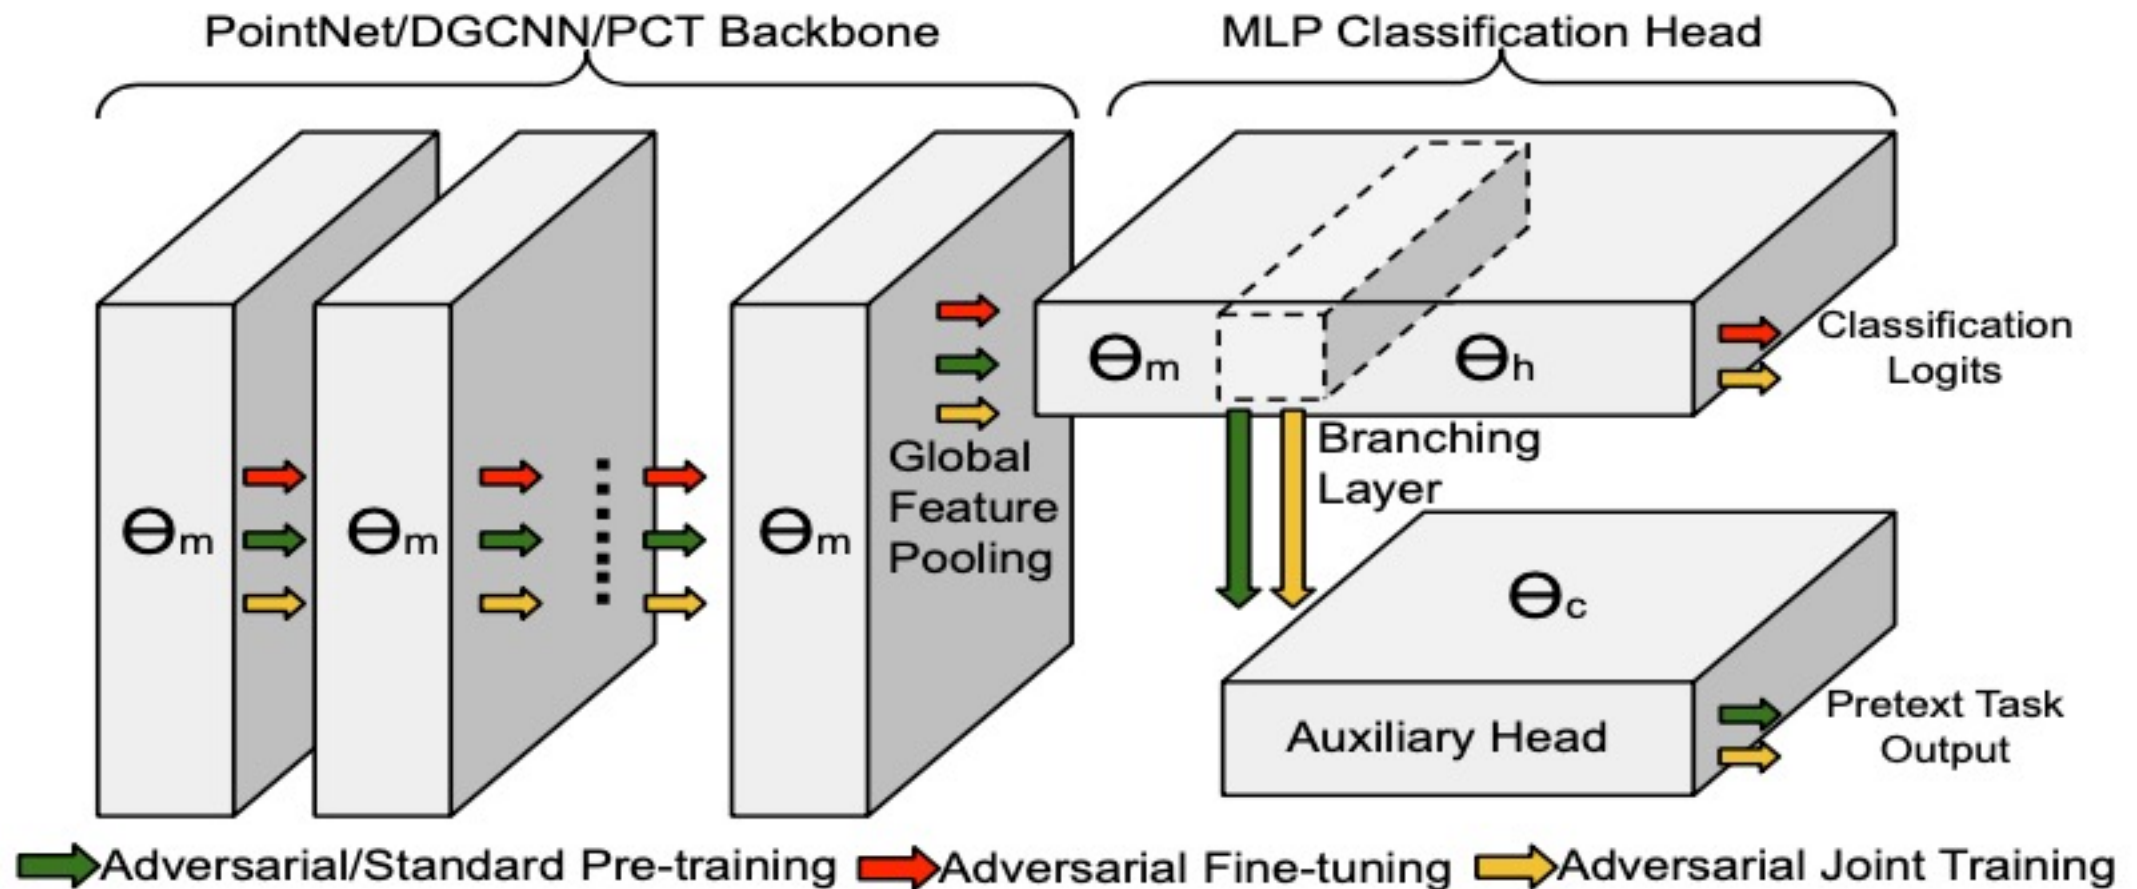 PointNet/DGCNN/PCT Backbone
MLP Classification Head
Θm
Θm
Θm
Global
Feature
Pooling
Θm
Θh
Classification
Logits
Branching
Layer
Θc
Auxiliary Head
Pretext Task
Output
Adversarial/Standard Pre-training
Adversarial Fine-tuning
Adversarial Joint Training